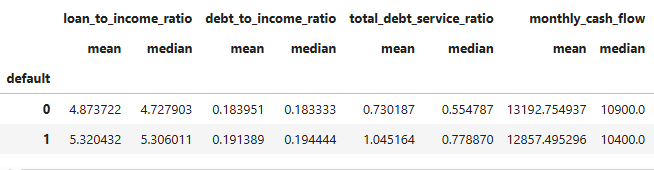 loan_to_income_ratio debt_to_income_ratio total_debt_service_ratio monthly_cash_flow
mean median mean median mean median mean median
default
0 4.873722 4.727903 0.183951 0.183333 0.730187 0.554787 13192.754937 10900.0
1 5.320432 5.306011 0.191389 0.194444 1.045164 0.778870 12857.495296 10400.0